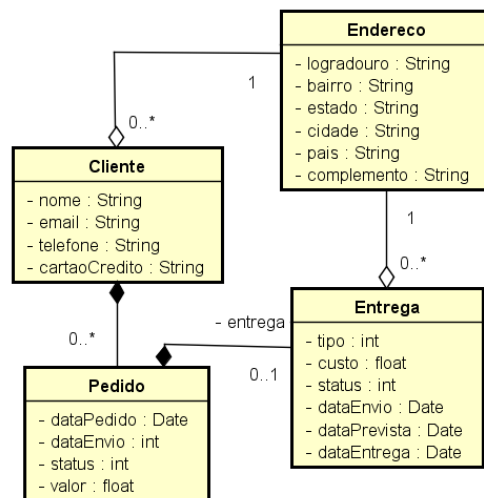 Endereco
- logradouro : String
- bairro : String
- estado : String
- cidade : String
- pais : String
- complemento : String
1
0..*
Cliente
- nome : String
- email : String
- telefone : String
- cartaoCredito : String
1
0..*
0..*
- entrega
0..1
Entrega
- tipo : int
- custo : float
- status : int
- dataEnvio : Date
- dataPrevista : Date
- dataEntrega : Date
Pedido
- dataPedido : Date
- dataEnvio : int
- status : int
- valor : float